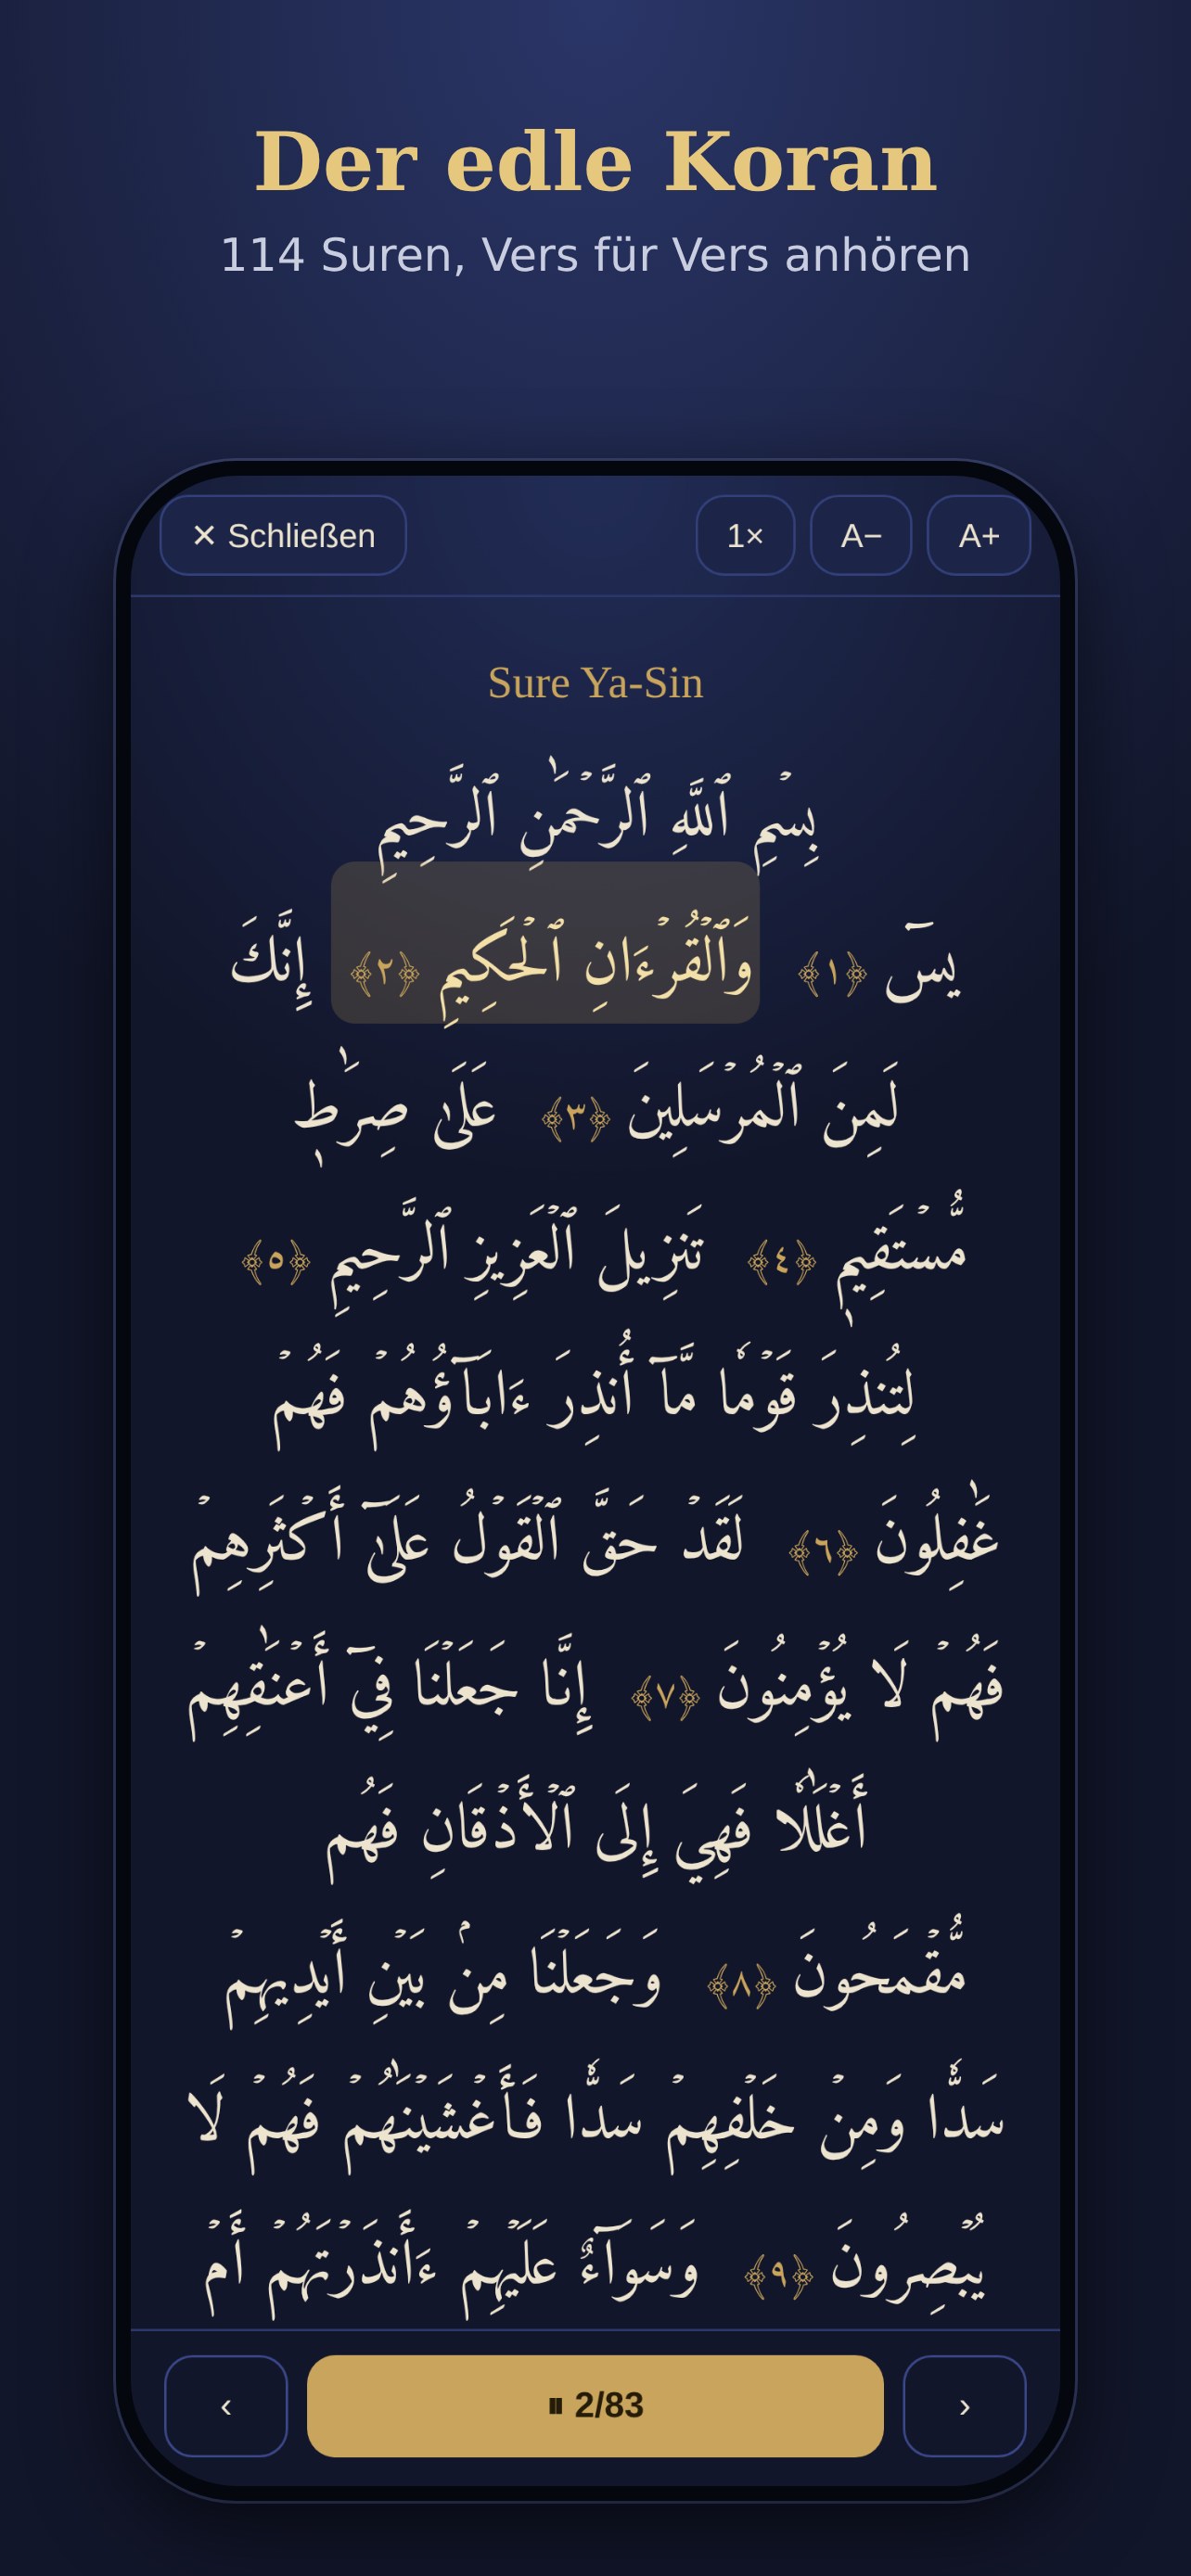 Der edle Koran
114 Suren, Vers für Vers anhören
✕ Schließen 1× A− A+
Sure Ya-Sin
بِسۡمِ ٱللَّهِ ٱلرَّحۡمَٰنِ ٱلرَّحِيمِ
يسٓ ﴿١﴾ وَٱلۡقُرۡءَانِ ٱلۡحَكِيمِ ﴿٢﴾ إِنَّكَ
لَمِنَ ٱلۡمُرۡسَلِينَ ﴿٣﴾ عَلَىٰ صِرَٰطٖ
مُّسۡتَقِيمٖ ﴿٤﴾ تَنزِيلَ ٱلۡعَزِيزِ ٱلرَّحِيمِ ﴿٥﴾
لِتُنذِرَ قَوۡمٗا مَّآ أُنذِرَ ءَابَآؤُهُمۡ فَهُمۡ
غَٰفِلُونَ ﴿٦﴾ لَقَدۡ حَقَّ ٱلۡقَوۡلُ عَلَىٰٓ أَكۡثَرِهِمۡ
فَهُمۡ لَا يُؤۡمِنُونَ ﴿٧﴾ إِنَّا جَعَلۡنَا فِيٓ أَعۡنَٰقِهِمۡ
أَغۡلَٰلٗا فَهِيَ إِلَى ٱلۡأَذۡقَانِ فَهُم
مُّقۡمَحُونَ ﴿٨﴾ وَجَعَلۡنَا مِنۢ بَيۡنِ أَيۡدِيهِمۡ
سَدّٗا وَمِنۡ خَلۡفِهِمۡ سَدّٗا فَأَغۡشَيۡنَٰهُمۡ فَهُمۡ لَا
يُبۡصِرُونَ ﴿٩﴾ وَسَوَآءٌ عَلَيۡهِمۡ ءَأَنذَرۡتَهُمۡ أَمۡ
‹ ⏸ 2/83 ›